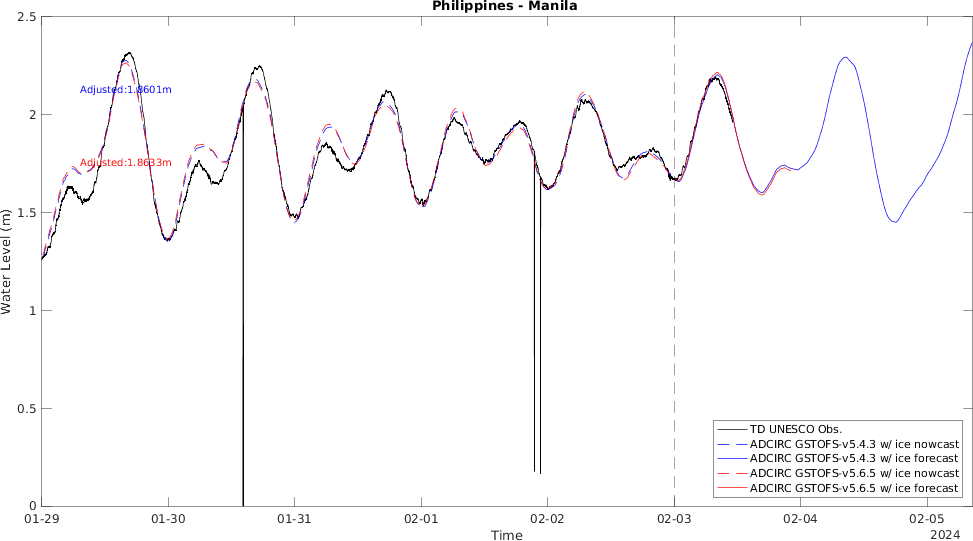 Philippines - Manila
2.5
2
1.5
1
0.5
0
Water Level (m)
Adjusted:1.8601m
Adjusted:1.8633m
TD UNESCO Obs.
ADCIRC GSTOFS-v5.4.3 w/ ice nowcast
ADCIRC GSTOFS-v5.4.3 w/ ice forecast
ADCIRC GSTOFS-v5.6.5 w/ ice nowcast
ADCIRC GSTOFS-v5.6.5 w/ ice forecast
01-29 01-30 01-31 02-01 02-02 02-03 02-04 02-05
Time
2024